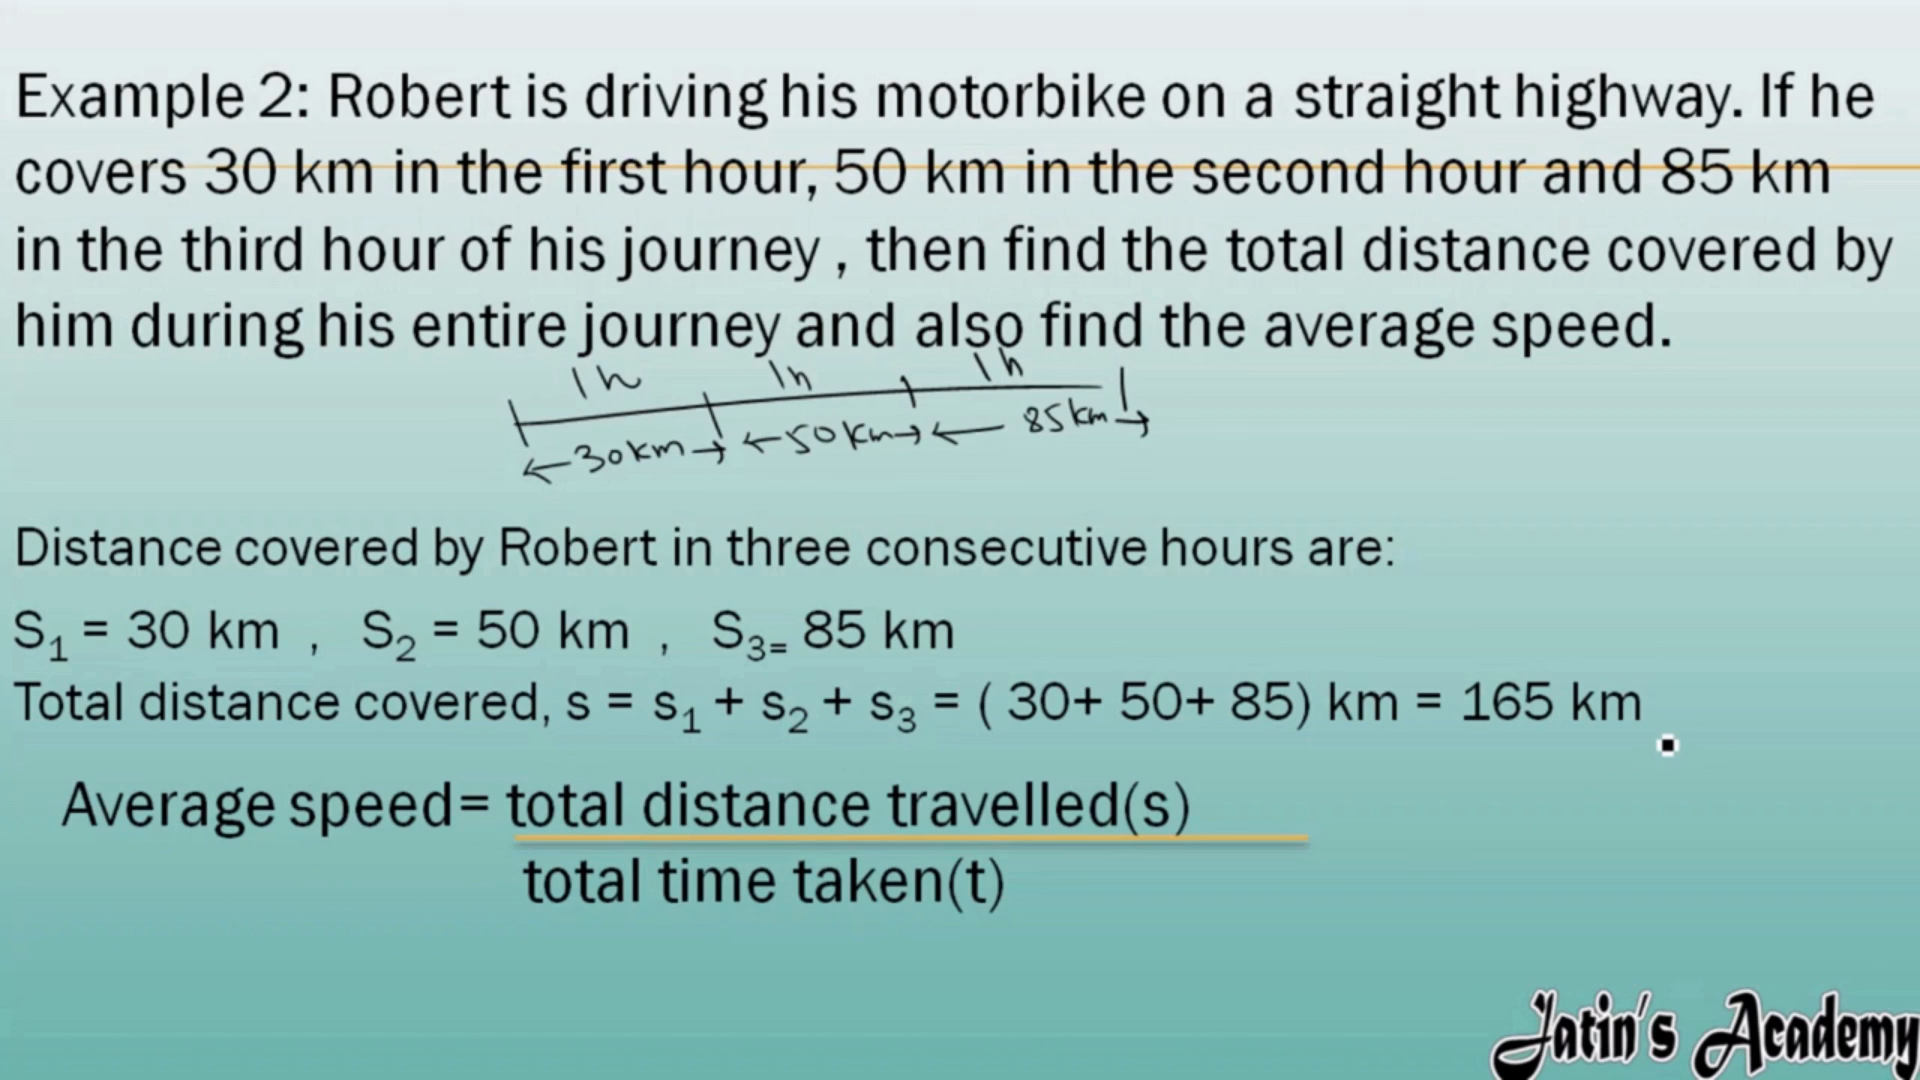 Example 2: Robert is driving his motorbike on a straight highway. If he
covers 30 km in the first hour, 50 km in the second hour and 85 km
in the third hour of his journey , then find the total distance covered by
him during his entire journey and also find the average speed.
1h 1h 1h
30km 50km 85km
Distance covered by Robert in three consecutive hours are:
S₁ = 30 km , S₂ = 50 km , S₃₌ 85 km
Total distance covered, s = s₁ + s₂ + s₃ = ( 30+ 50+ 85) km = 165 km
Average speed= total distance travelled(s)
total time taken(t)
Jatin's Academy